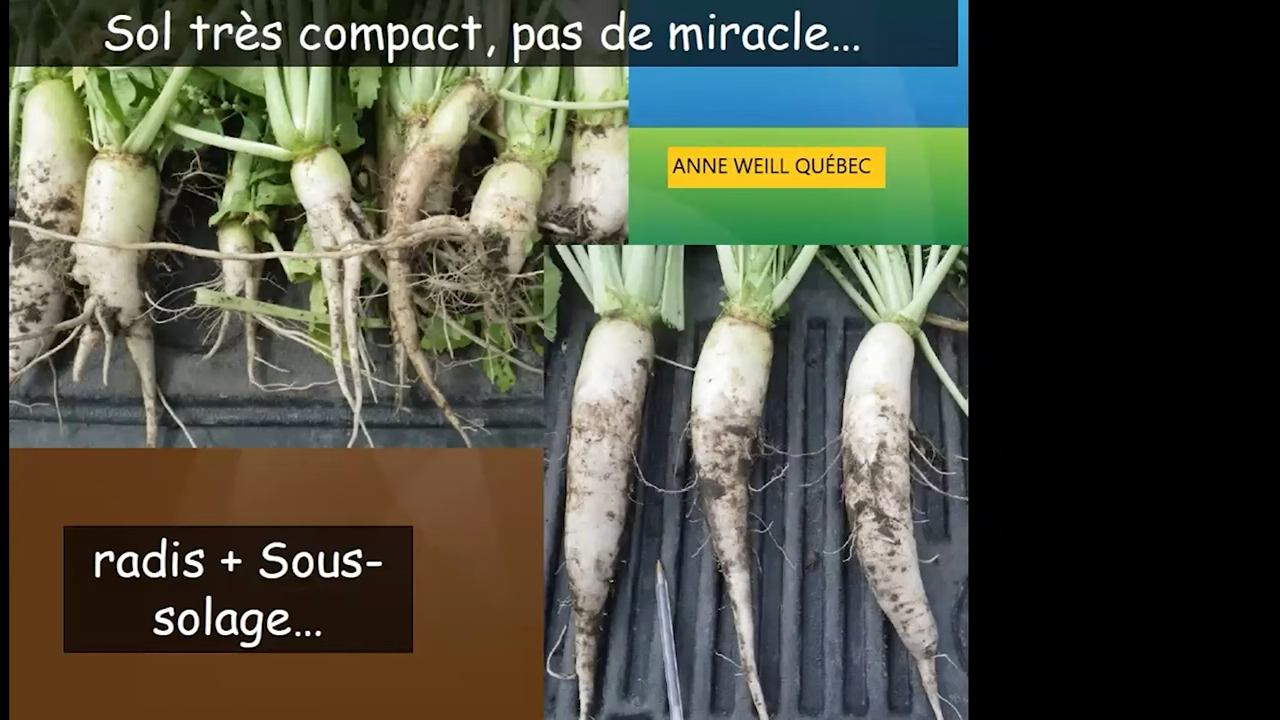 Sol très compact, pas de miracle...
ANNE WEILL QUÉBEC
radis + Sous-
solage...